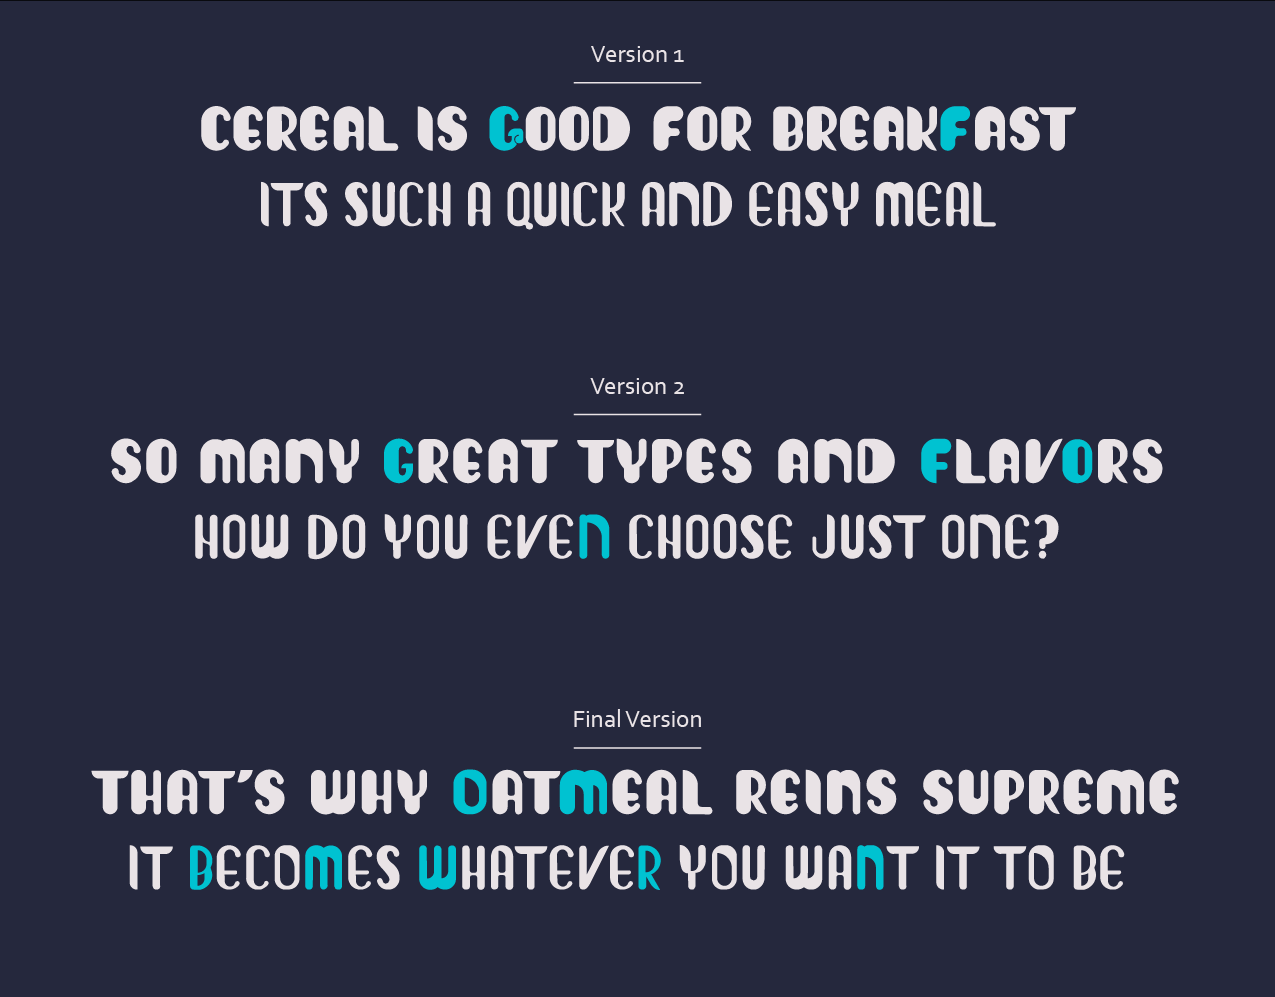 Version 1
CEREAL IS GOOD FOR BREAKFAST
ITS SUCH A QUICK AND EASY MEAL
Version 2
SO MANY GREAT TYPES AND FLAVORS
HOW DO YOU EVEN CHOOSE JUST ONE?
Final Version
THAT'S WHY OATMEAL REINS SUPREME
IT BECOMES WHATEVER YOU WANT IT TO BE